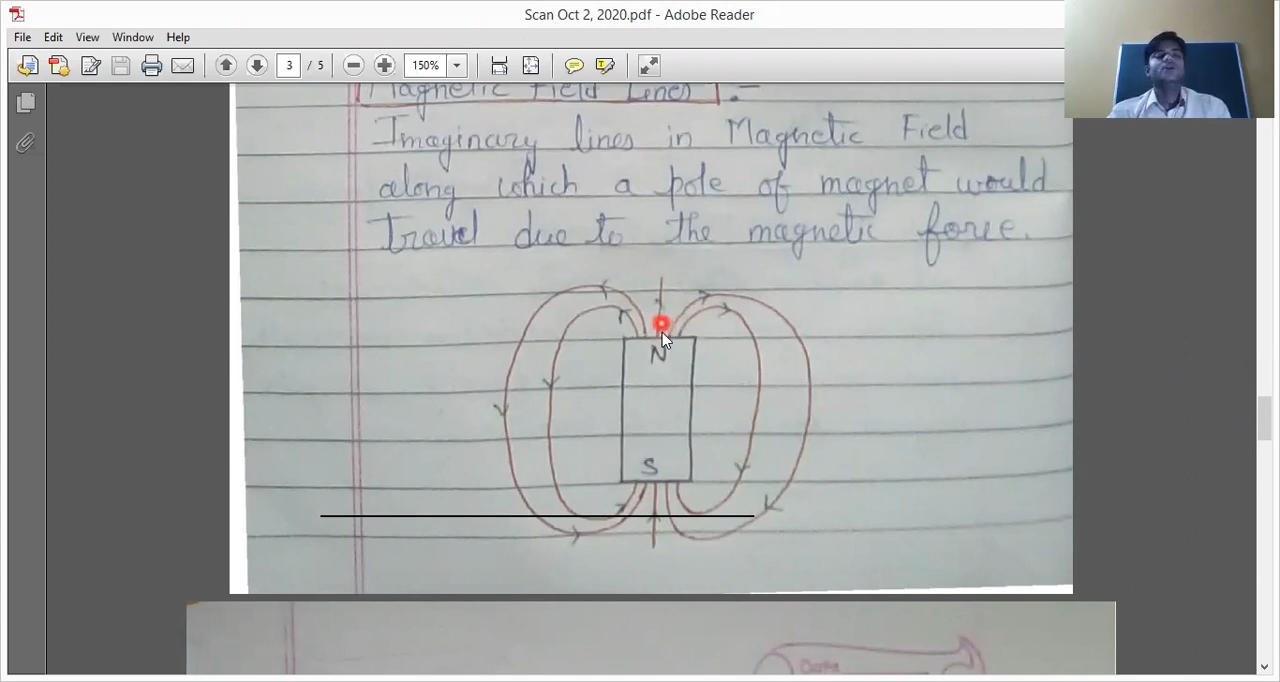 Scan Oct 2, 2020.pdf - Adobe Reader
File Edit View Window Help
3 / 5 150%
Magnetic Field Lines :-
Imaginary lines in Magnetic Field
along which a pole of magnet would
travel due to the magnetic force.
N
S
Date